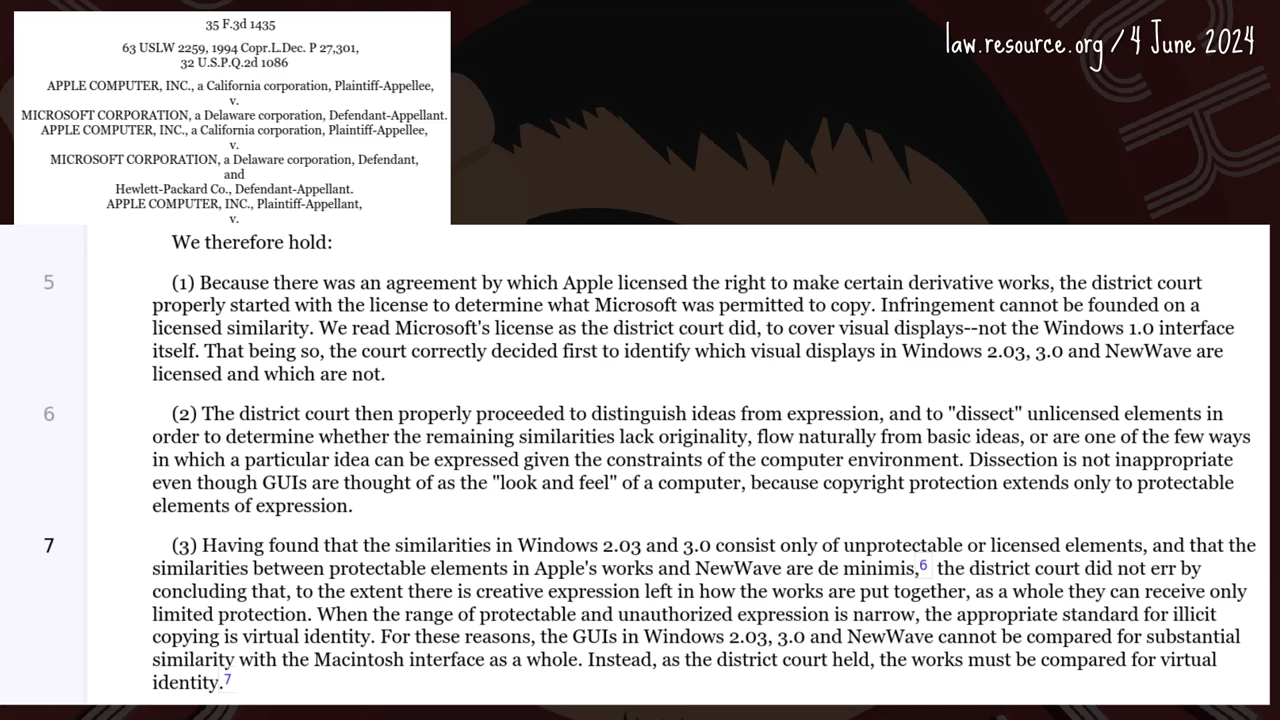 35 F.3d 1435
63 USLW 2259, 1994 Copr.L.Dec. P 27,301,
32 U.S.P.Q.2d 1086
APPLE COMPUTER, INC., a California corporation, Plaintiff-Appellee,
v.
MICROSOFT CORPORATION, a Delaware corporation, Defendant-Appellant.
APPLE COMPUTER, INC., a California corporation, Plaintiff-Appellee,
v.
MICROSOFT CORPORATION, a Delaware corporation, Defendant,
and
Hewlett-Packard Co., Defendant-Appellant.
APPLE COMPUTER, INC., Plaintiff-Appellant,
v.
law.resource.org / 4 June 2024
We therefore hold:
5
(1) Because there was an agreement by which Apple licensed the right to make certain derivative works, the district court
properly started with the license to determine what Microsoft was permitted to copy. Infringement cannot be founded on a
licensed similarity. We read Microsoft's license as the district court did, to cover visual displays--not the Windows 1.0 interface
itself. That being so, the court correctly decided first to identify which visual displays in Windows 2.03, 3.0 and NewWave are
licensed and which are not.
6
(2) The district court then properly proceeded to distinguish ideas from expression, and to "dissect" unlicensed elements in
order to determine whether the remaining similarities lack originality, flow naturally from basic ideas, or are one of the few ways
in which a particular idea can be expressed given the constraints of the computer environment. Dissection is not inappropriate
even though GUIs are thought of as the "look and feel" of a computer, because copyright protection extends only to protectable
elements of expression.
7
(3) Having found that the similarities in Windows 2.03 and 3.0 consist only of unprotectable or licensed elements, and that the
similarities between protectable elements in Apple's works and NewWave are de minimis,6 the district court did not err by
concluding that, to the extent there is creative expression left in how the works are put together, as a whole they can receive only
limited protection. When the range of protectable and unauthorized expression is narrow, the appropriate standard for illicit
copying is virtual identity. For these reasons, the GUIs in Windows 2.03, 3.0 and NewWave cannot be compared for substantial
similarity with the Macintosh interface as a whole. Instead, as the district court held, the works must be compared for virtual
identity.7